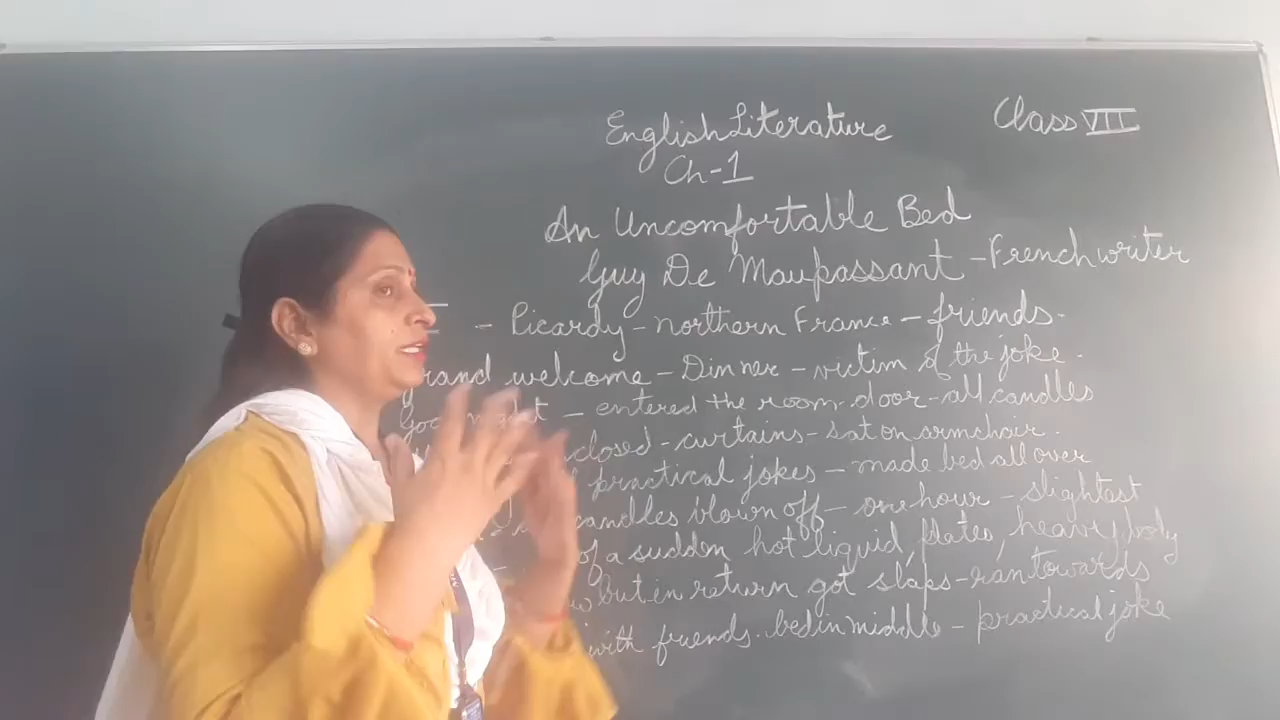 English Literature
Class VII
Ch-1
An Uncomfortable Bed
Guy De Maupassant - French writer
- Picardy - northern France - friends.
grand welcome - Dinner - victim of the joke.
entered the room door - all candles
closed - curtains - sat on armchair.
practical jokes - made bed all over
candles blown off - one hour - slightest
of a sudden hot liquid, plates, heavy body
but in return got slaps - ran towards
with friends. bed in middle - practical joke